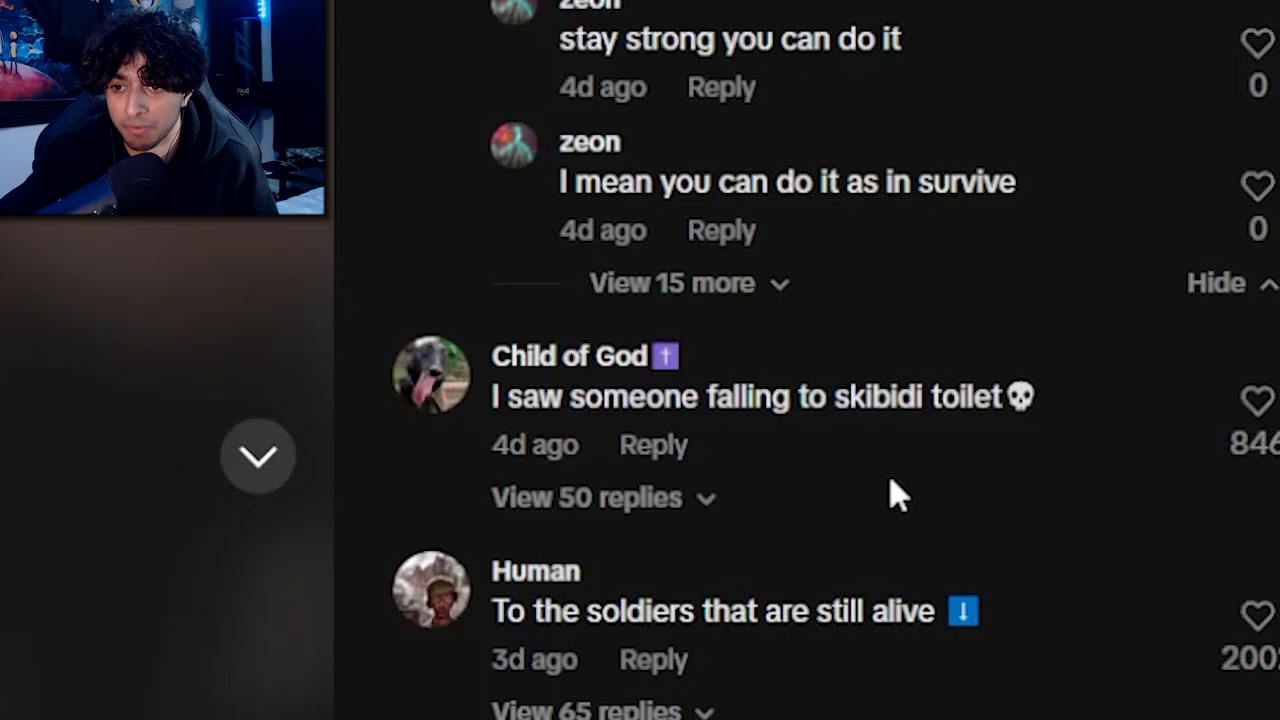 zeon
stay strong you can do it
0
4d ago Reply
zeon
I mean you can do it as in survive
0
4d ago Reply
View 15 more Hide
Child of God
I saw someone falling to skibidi toilet💀
4d ago Reply
846
View 50 replies
Human
To the soldiers that are still alive ⬇️
3d ago Reply
View 65 replies